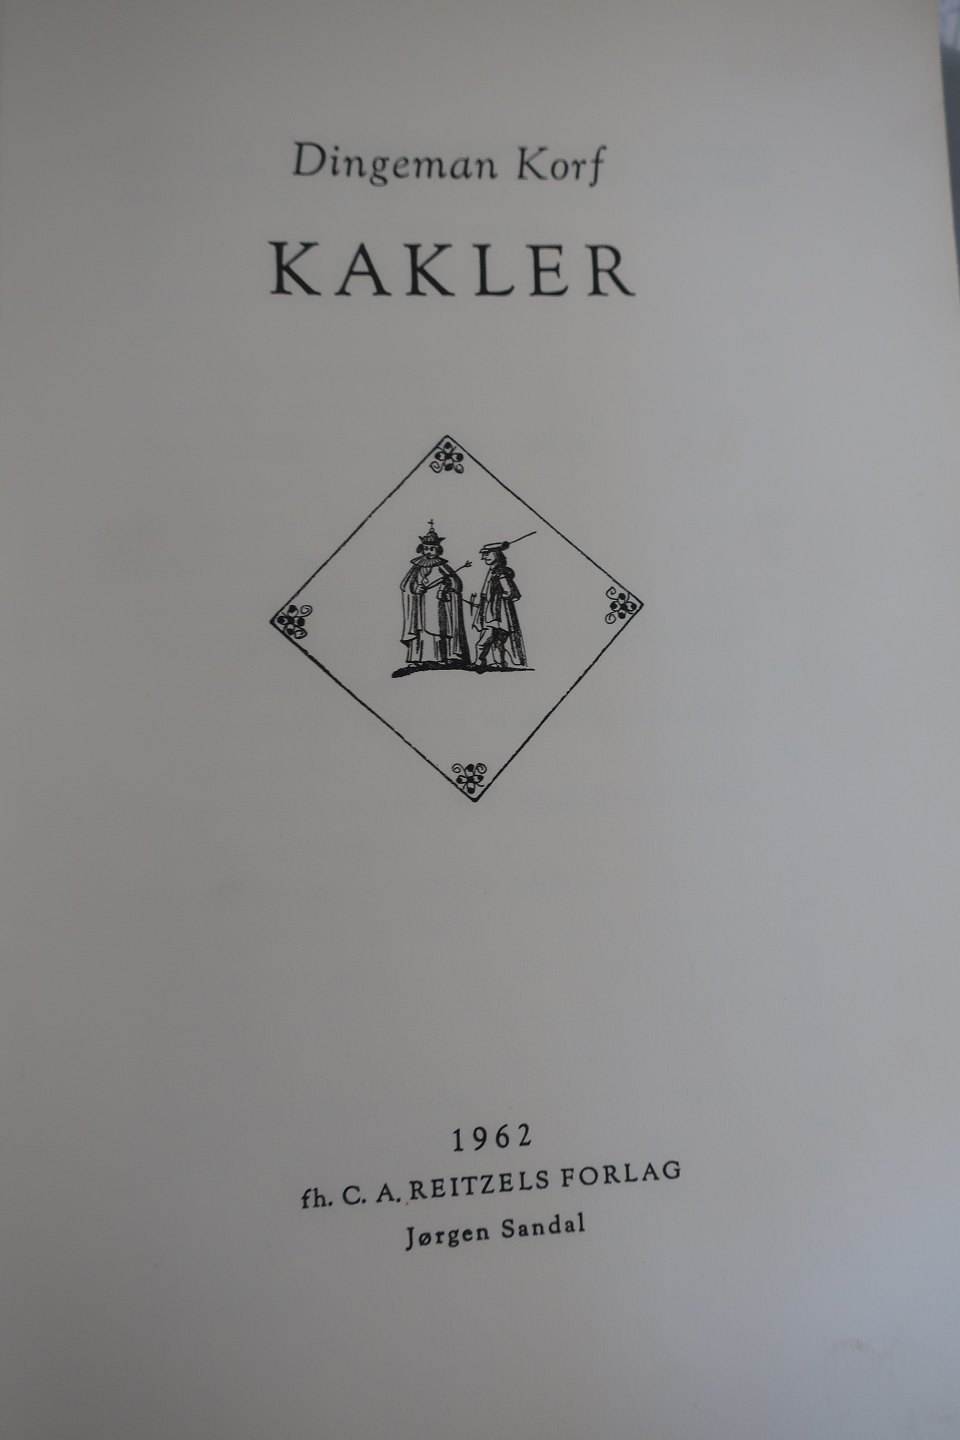 Dingeman Korf
KAKLER
1962
fh. C. A. REITZELS FORLAG
Jørgen Sandal